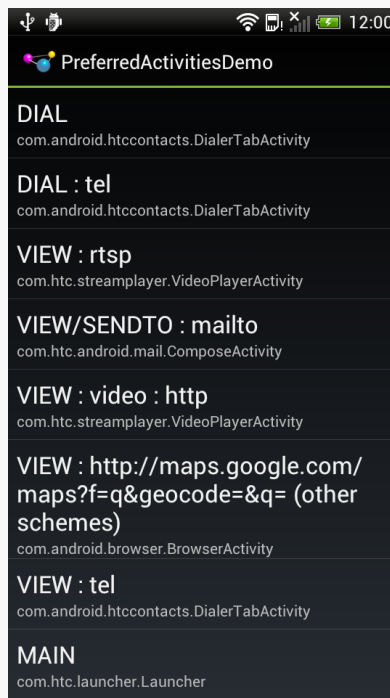 12:00
PreferredActivitiesDemo
DIAL
com.android.htccontacts.DialerTabActivity
DIAL : tel
com.android.htccontacts.DialerTabActivity
VIEW : rtsp
com.htc.streamplayer.VideoPlayerActivity
VIEW/SENDTO : mailto
com.htc.android.mail.ComposeActivity
VIEW : video : http
com.htc.streamplayer.VideoPlayerActivity
VIEW : http://maps.google.com/
maps?f=q&geocode=&q= (other
schemes)
com.android.browser.BrowserActivity
VIEW : tel
com.android.htccontacts.DialerTabActivity
MAIN
com.htc.launcher.Launcher